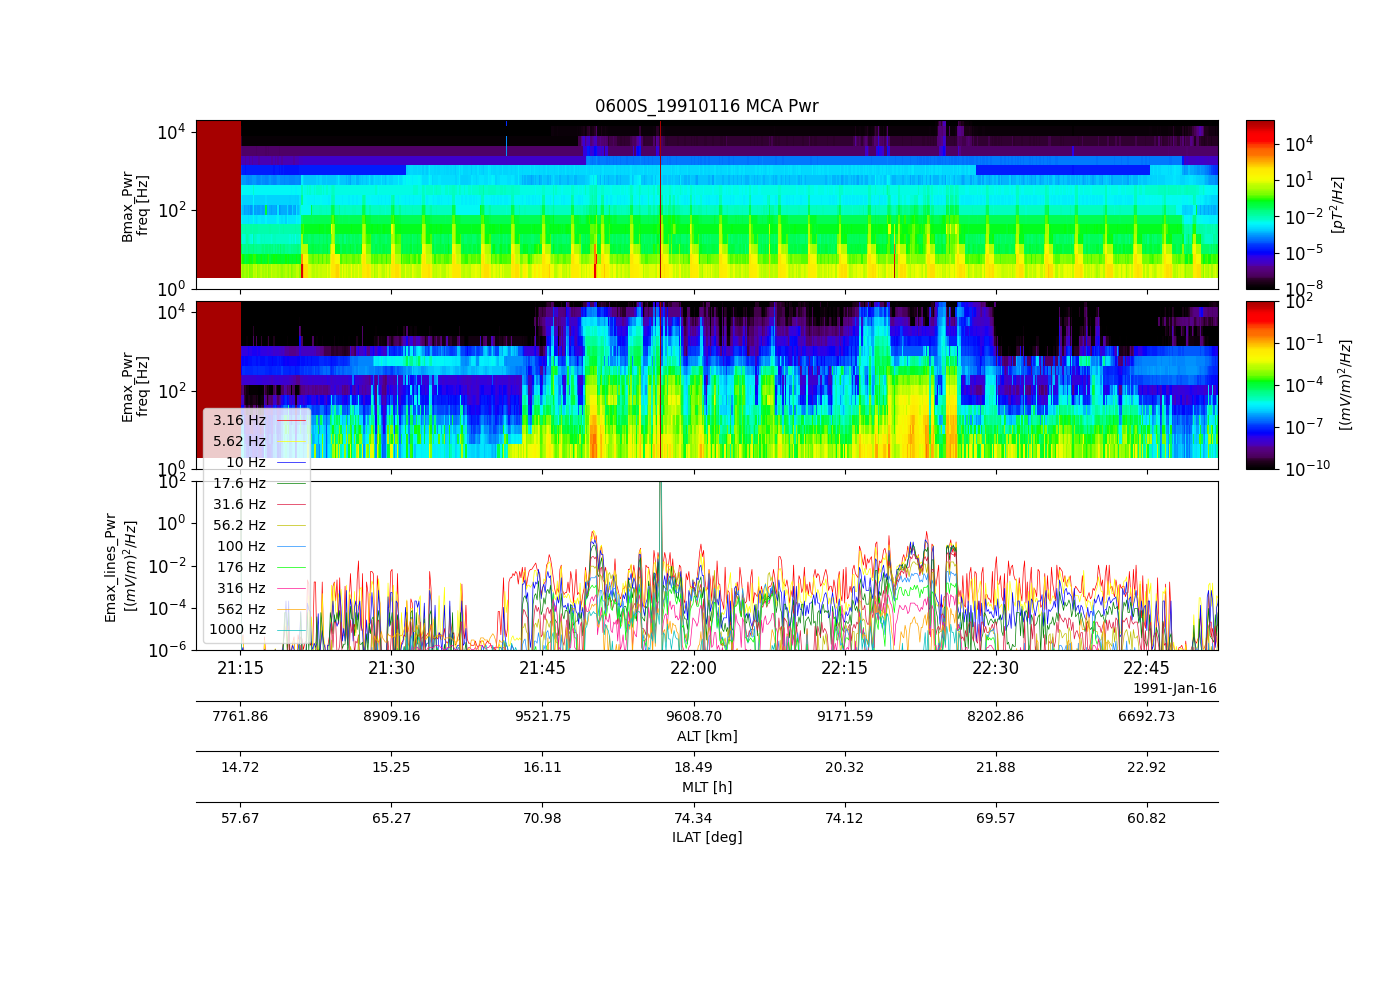 0600S_19910116 MCA Pwr
Bmax_Pwr
freq [Hz]
10^4
10^2
10^0
10^4
10^1
10^-2
10^-5
10^-8
[pT^2/Hz]
Emax_Pwr
freq [Hz]
10^4
10^2
10^0
10^2
10^-1
10^-4
10^-7
10^-10
[(mV/m)^2/Hz]
3.16 Hz
5.62 Hz
10 Hz
17.6 Hz
31.6 Hz
56.2 Hz
100 Hz
176 Hz
316 Hz
562 Hz
1000 Hz
Emax_lines_Pwr
[(mV/m)^2/Hz]
10^2
10^0
10^-2
10^-4
10^-6
21:15 21:30 21:45 22:00 22:15 22:30 22:45
1991-Jan-16
7761.86 8909.16 9521.75 9608.70 9171.59 8202.86 6692.73
ALT [km]
14.72 15.25 16.11 18.49 20.32 21.88 22.92
MLT [h]
57.67 65.27 70.98 74.34 74.12 69.57 60.82
ILAT [deg]